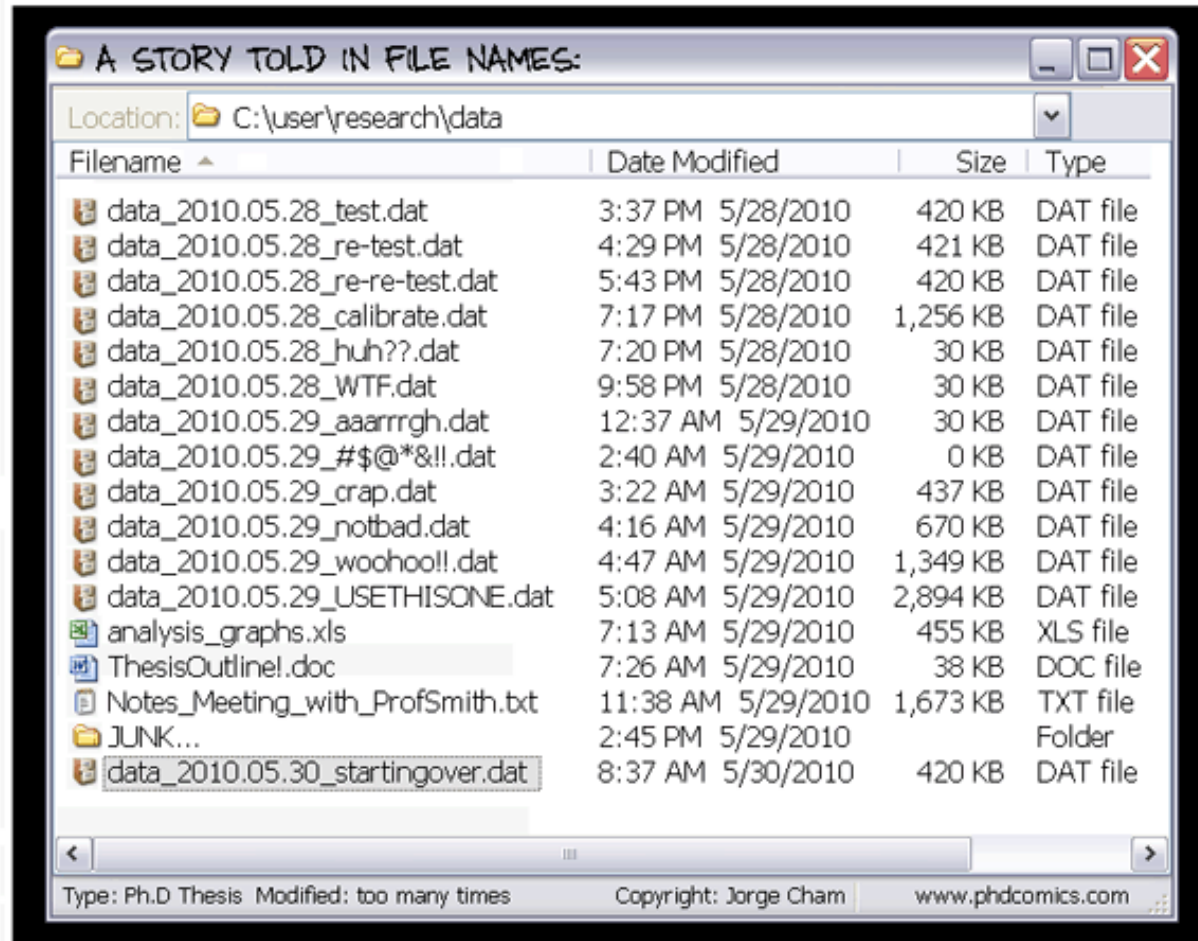 A STORY TOLD IN FILE NAMES:
Location: C:\user\research\data
Filename Date Modified Size Type
data_2010.05.28_test.dat 3:37 PM 5/28/2010 420 KB DAT file
data_2010.05.28_re-test.dat 4:29 PM 5/28/2010 421 KB DAT file
data_2010.05.28_re-re-test.dat 5:43 PM 5/28/2010 420 KB DAT file
data_2010.05.28_calibrate.dat 7:17 PM 5/28/2010 1,256 KB DAT file
data_2010.05.28_huh??.dat 7:20 PM 5/28/2010 30 KB DAT file
data_2010.05.28_WTF.dat 9:58 PM 5/28/2010 30 KB DAT file
data_2010.05.29_aaarrrgh.dat 12:37 AM 5/29/2010 30 KB DAT file
data_2010.05.29_#$@*&!!.dat 2:40 AM 5/29/2010 0 KB DAT file
data_2010.05.29_crap.dat 3:22 AM 5/29/2010 437 KB DAT file
data_2010.05.29_notbad.dat 4:16 AM 5/29/2010 670 KB DAT file
data_2010.05.29_woohoo!!.dat 4:47 AM 5/29/2010 1,349 KB DAT file
data_2010.05.29_USETHISONE.dat 5:08 AM 5/29/2010 2,894 KB DAT file
analysis_graphs.xls 7:13 AM 5/29/2010 455 KB XLS file
ThesisOutline!.doc 7:26 AM 5/29/2010 38 KB DOC file
Notes_Meeting_with_ProfSmith.txt 11:38 AM 5/29/2010 1,673 KB TXT file
JUNK... 2:45 PM 5/29/2010 Folder
data_2010.05.30_startingover.dat 8:37 AM 5/30/2010 420 KB DAT file
Type: Ph.D Thesis Modified: too many times Copyright: Jorge Cham www.phdcomics.com